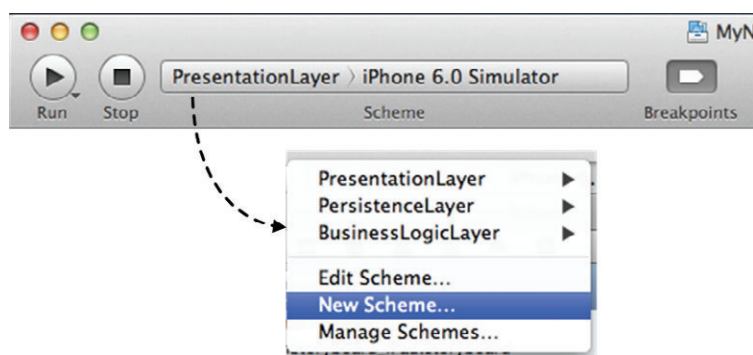 MyN
PresentationLayer 〉 iPhone 6.0 Simulator
Run Stop Scheme Breakpoints
PresentationLayer
PersistenceLayer
BusinessLogicLayer
Edit Scheme...
New Scheme...
Manage Schemes...